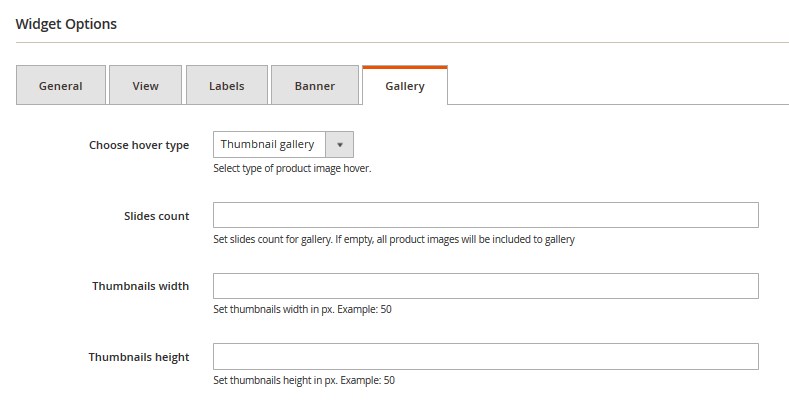 Widget Options
General View Labels Banner Gallery
Choose hover type Thumbnail gallery
Select type of product image hover.
Slides count
Set slides count for gallery. If empty, all product images will be included to gallery
Thumbnails width
Set thumbnails width in px. Example: 50
Thumbnails height
Set thumbnails height in px. Example: 50